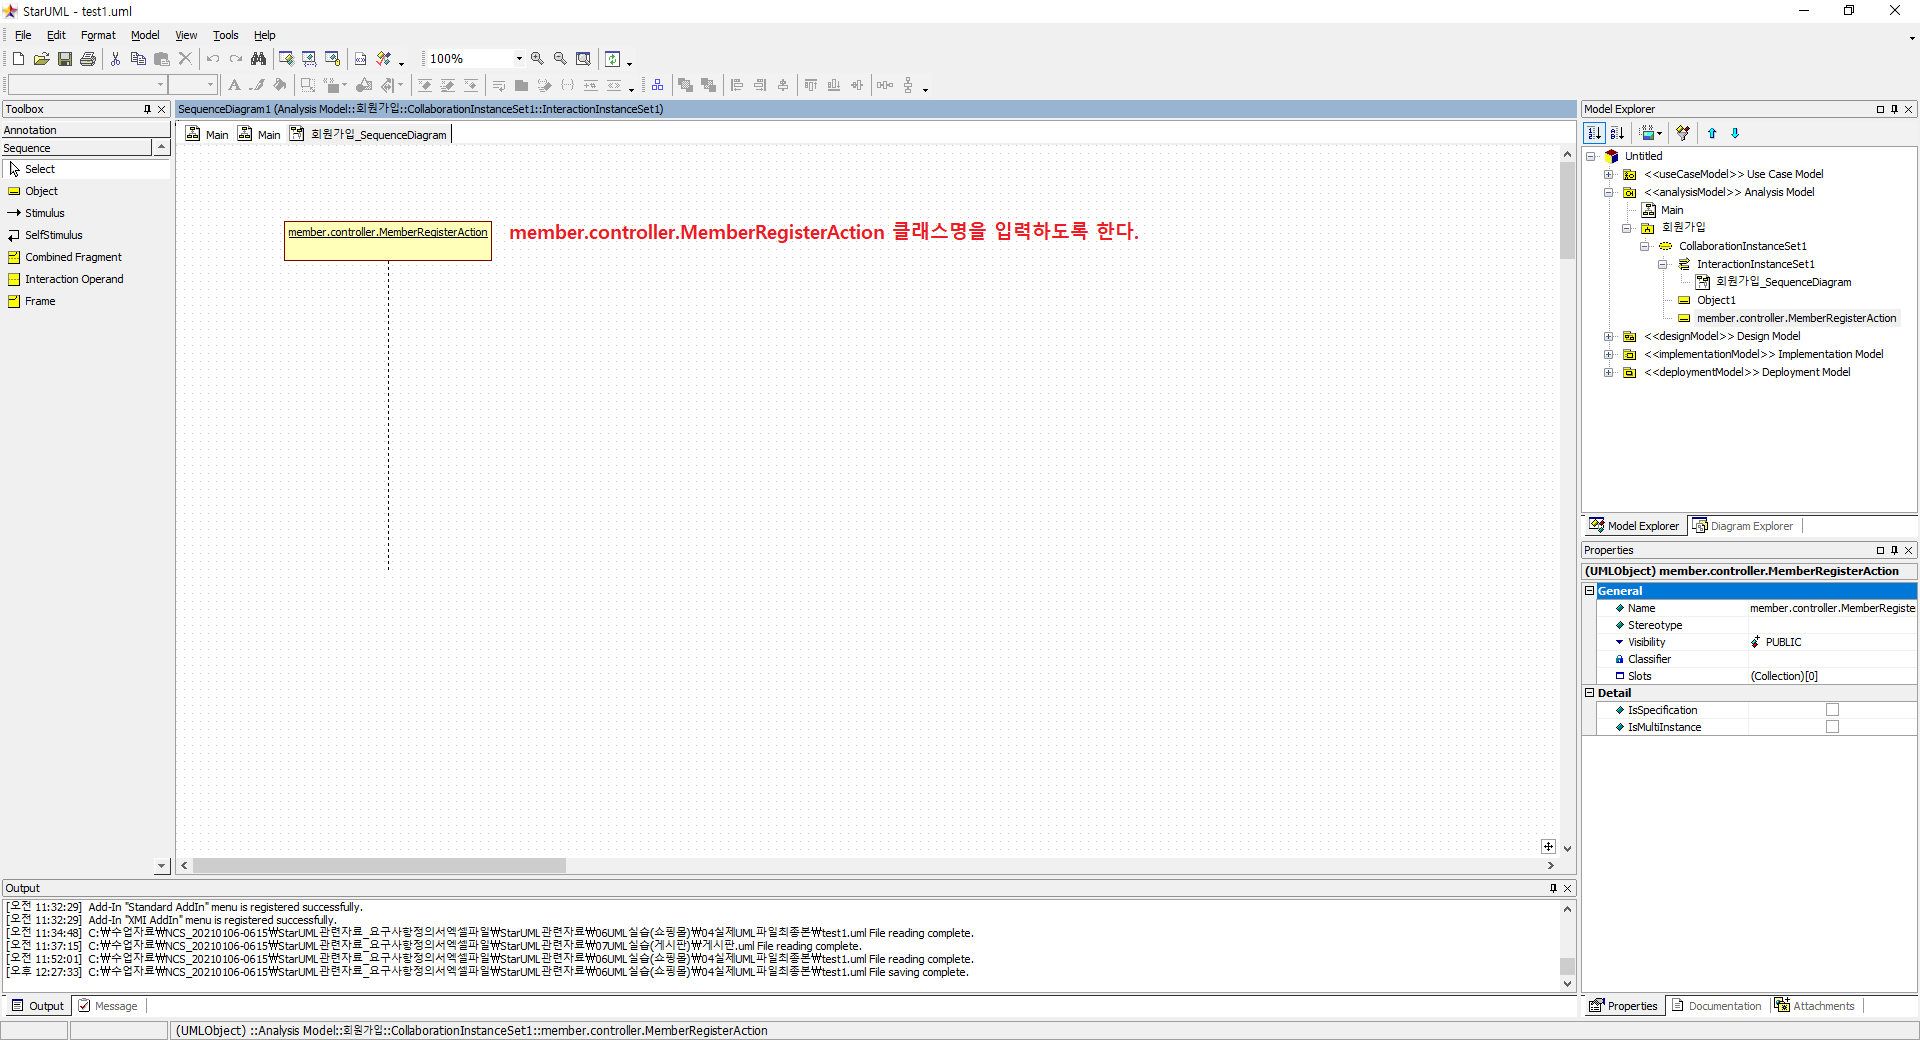 StarUML - test1.uml
File Edit Format Model View Tools Help
100%
Toolbox
Annotation
Sequence
Select
Object
Stimulus
SelfStimulus
Combined Fragment
Interaction Operand
Frame
SequenceDiagram1 (Analysis Model::회원가입::CollaborationInstanceSet1::InteractionInstanceSet1)
Main Main 회원가입_SequenceDiagram
member.controller.MemberRegisterAction
member.controller.MemberRegisterAction 클래스명을 입력하도록 한다.
Model Explorer
Untitled
<<useCaseModel>> Use Case Model
<<analysisModel>> Analysis Model
Main
회원가입
CollaborationInstanceSet1
InteractionInstanceSet1
회원가입_SequenceDiagram
Object1
member.controller.MemberRegisterAction
<<designModel>> Design Model
<<implementationModel>> Implementation Model
<<deploymentModel>> Deployment Model
Model Explorer Diagram Explorer
Properties
(UMLObject) member.controller.MemberRegisterAction
General
Name member.controller.MemberRegiste
Stereotype
Visibility PUBLIC
Classifier
Slots (Collection)[0]
Detail
IsSpecification
IsMultiInstance
Output
[오전 11:32:29] Add-In "Standard AddIn" menu is registered successfully.
[오전 11:32:29] Add-In "XMI AddIn" menu is registered successfully.
[오전 11:34:48] C:₩수업자료₩NCS_20210106-0615₩StarUML관련자료_요구사항정의서엑셀파일₩StarUML관련자료₩06UML실습(쇼핑몰)₩04실제UML파일최종본₩test1.uml File reading complete.
[오전 11:37:15] C:₩수업자료₩NCS_20210106-0615₩StarUML관련자료_요구사항정의서엑셀파일₩StarUML관련자료₩07UML실습(게시판)₩게시판.uml File reading complete.
[오전 11:52:01] C:₩수업자료₩NCS_20210106-0615₩StarUML관련자료_요구사항정의서엑셀파일₩StarUML관련자료₩06UML실습(쇼핑몰)₩04실제UML파일최종본₩test1.uml File reading complete.
[오후 12:27:33] C:₩수업자료₩NCS_20210106-0615₩StarUML관련자료_요구사항정의서엑셀파일₩StarUML관련자료₩06UML실습(쇼핑몰)₩04실제UML파일최종본₩test1.uml File saving complete.
Output Message
Properties Documentation Attachments
(UMLObject) ::Analysis Model::회원가입::CollaborationInstanceSet1::member.controller.MemberRegisterAction